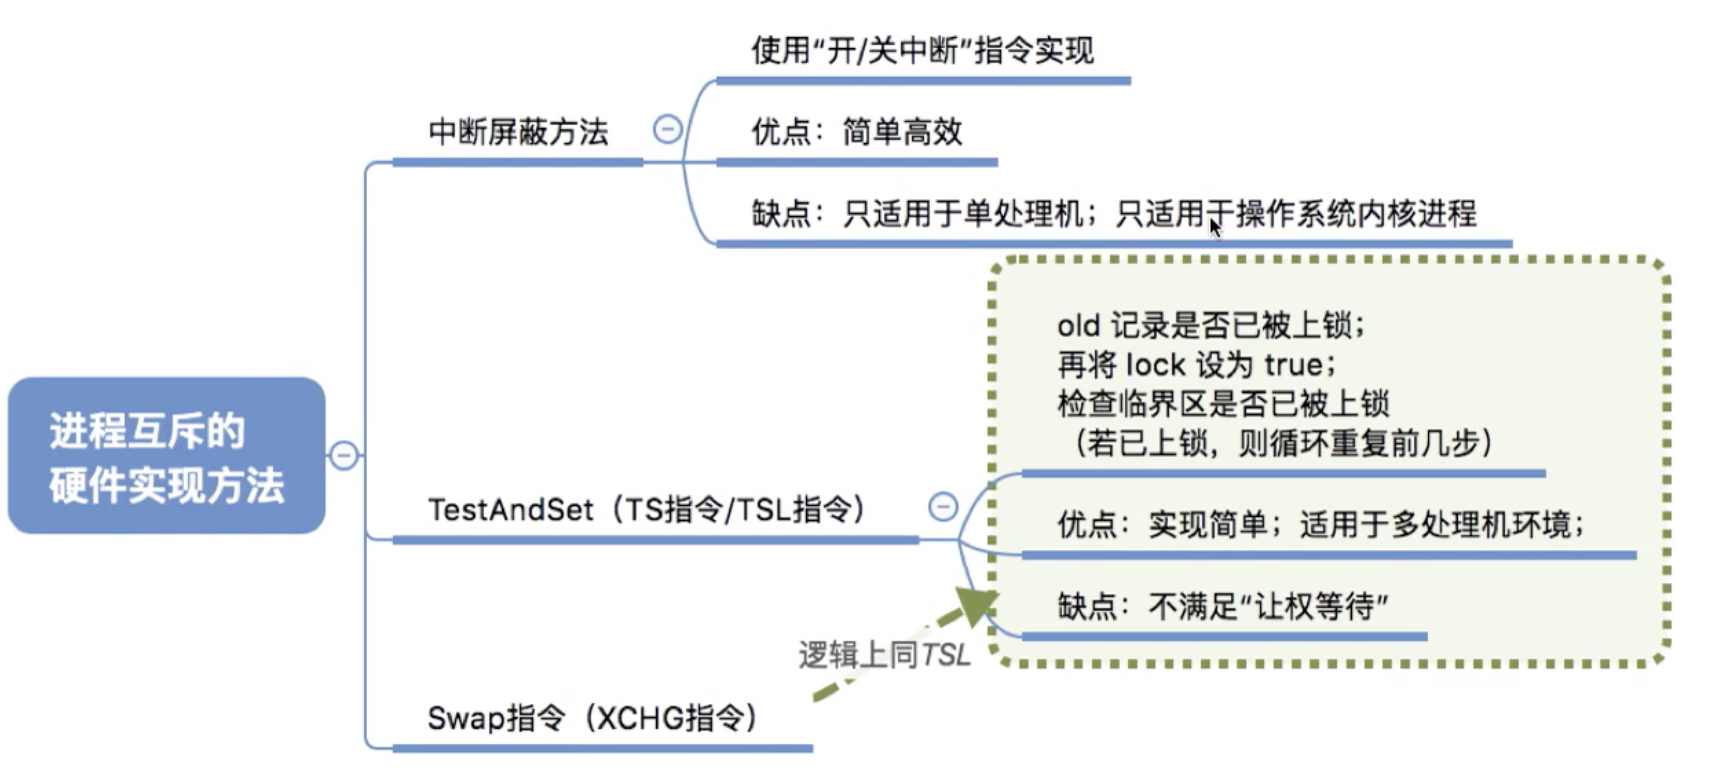 使用“开/关中断”指令实现
中断屏蔽方法
优点：简单高效
缺点：只适用于单处理机；只适用于操作系统内核进程
进程互斥的
硬件实现方法
old 记录是否已被上锁；
再将 lock 设为 true；
检查临界区是否已被上锁
（若已上锁，则循环重复前几步）
TestAndSet（TS指令/TSL指令）
优点：实现简单；适用于多处理机环境；
缺点：不满足“让权等待”
逻辑上同TSL
Swap指令（XCHG指令）